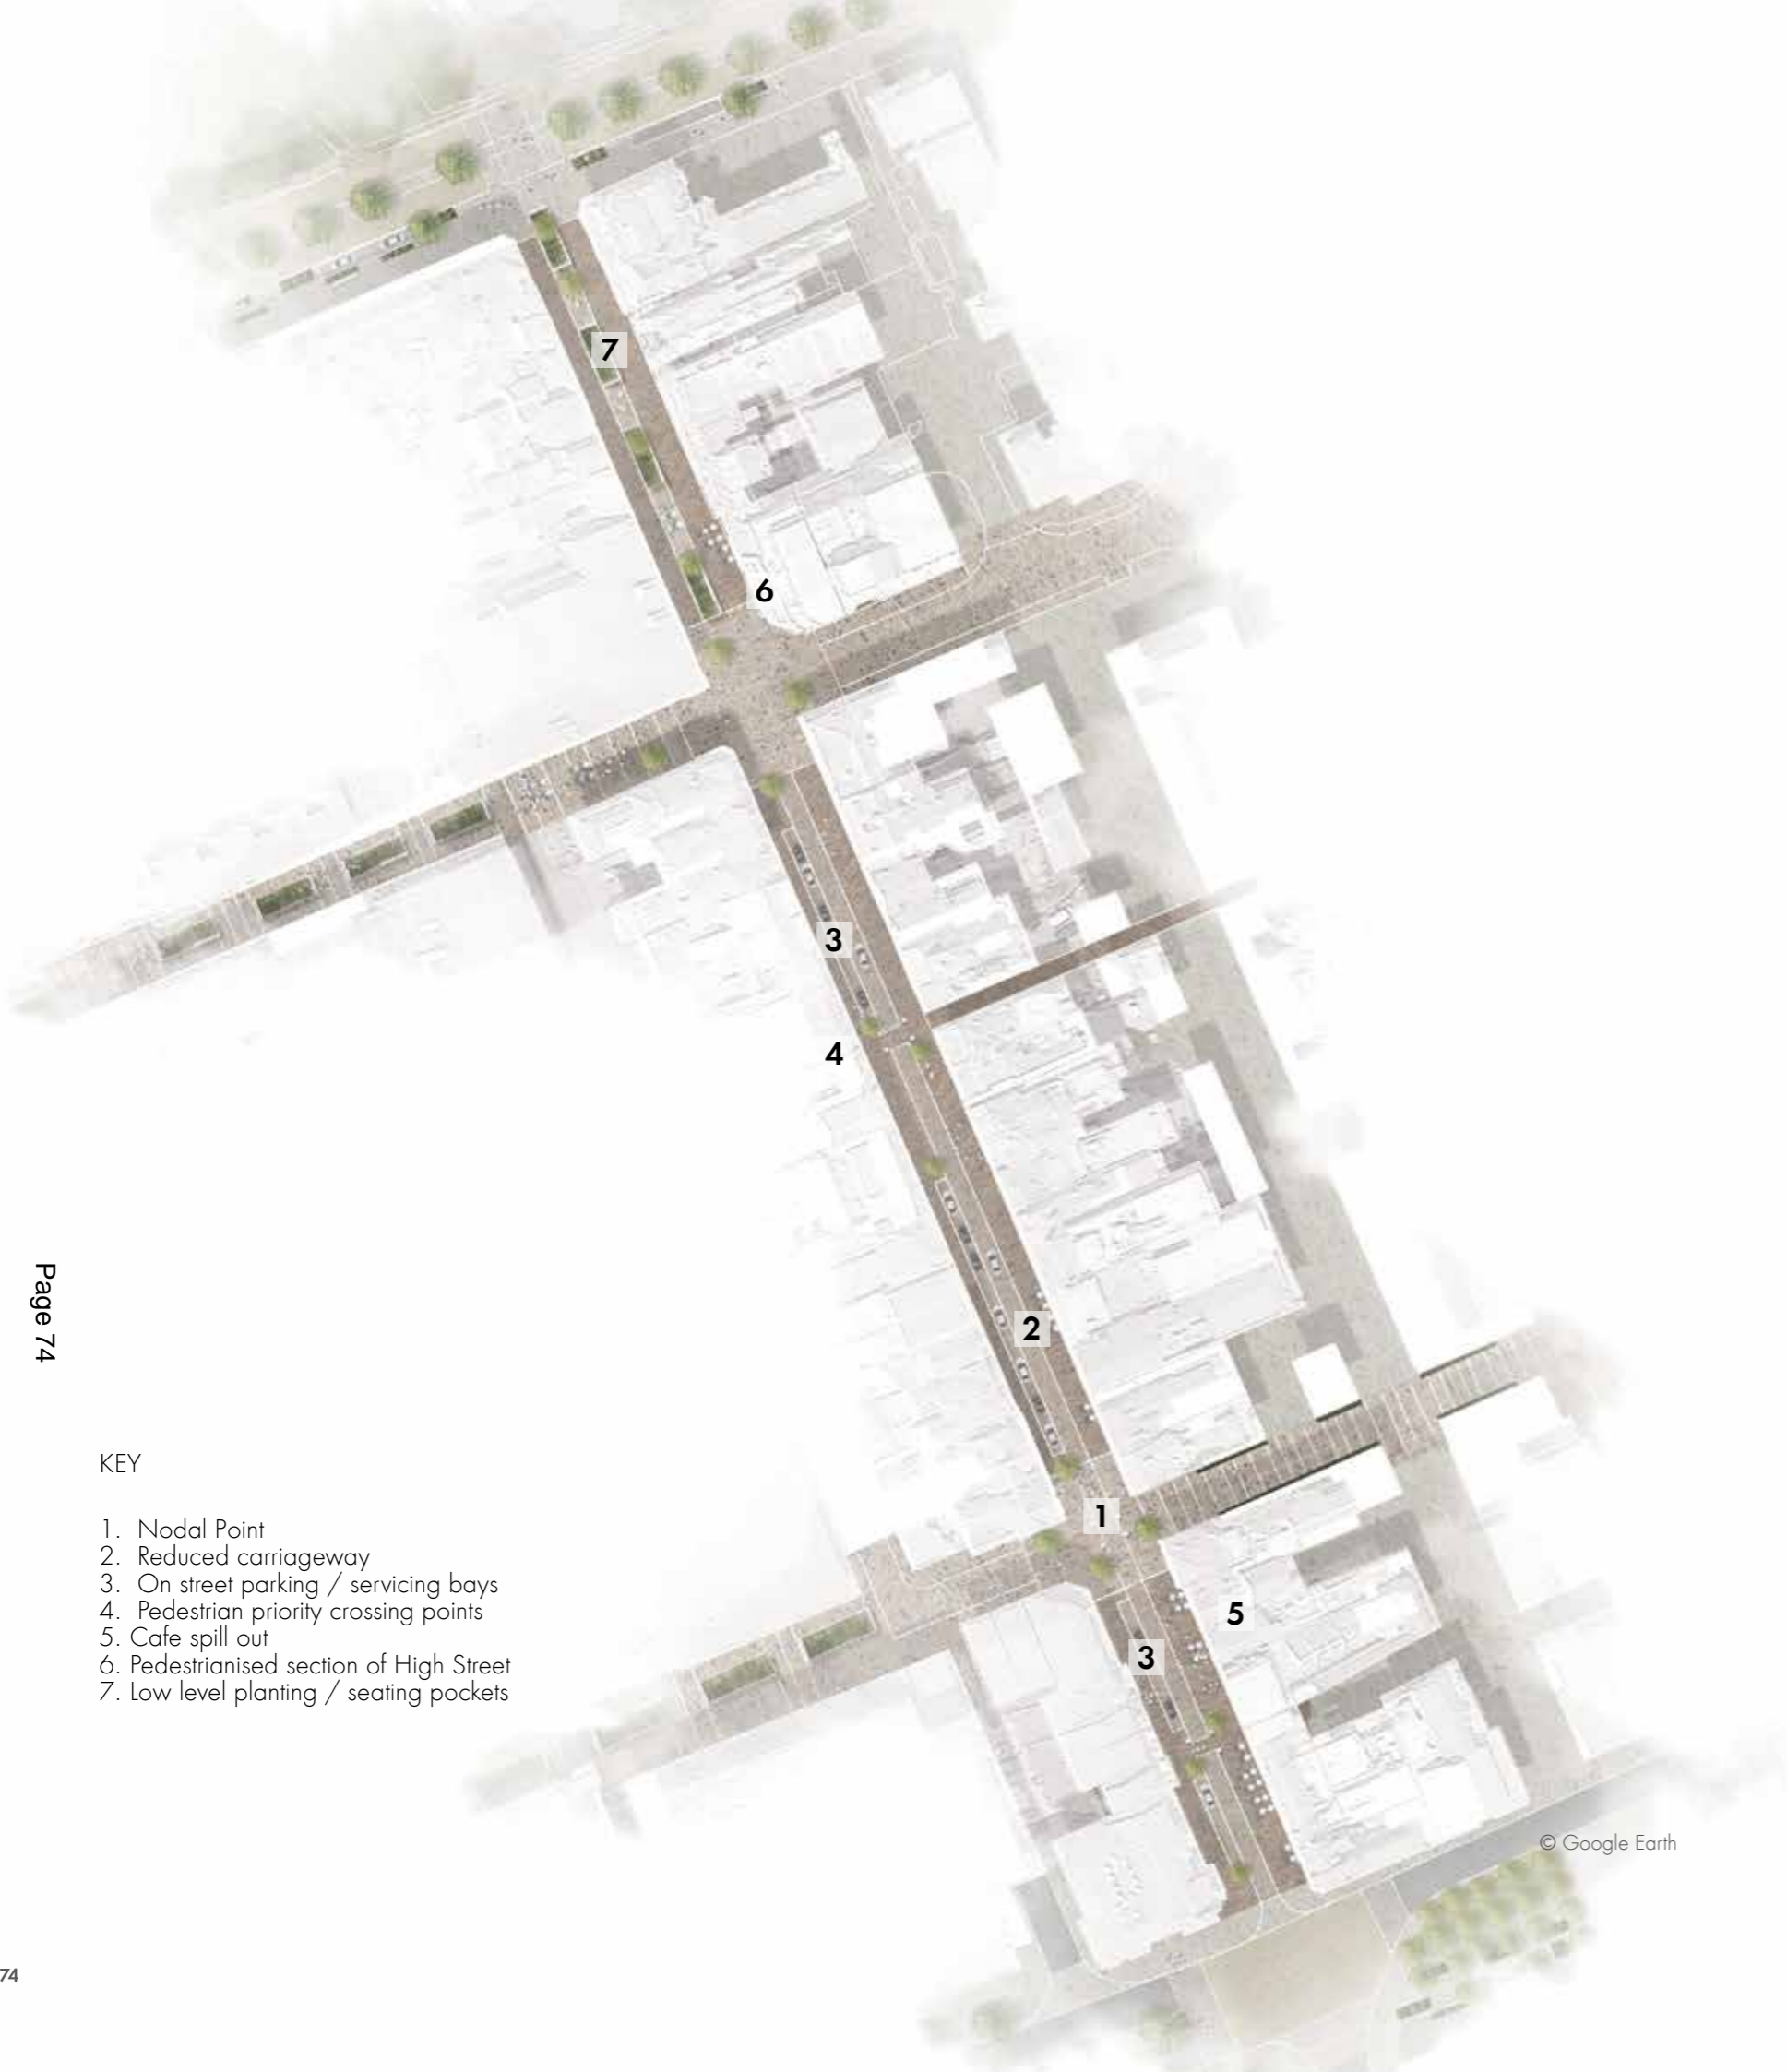 7
6
3
4
2
1
5
3
Page 74
KEY
1. Nodal Point
2. Reduced carriageway
3. On street parking / servicing bays
4. Pedestrian priority crossing points
5. Cafe spill out
6. Pedestrianised section of High Street
7. Low level planting / seating pockets
© Google Earth
74